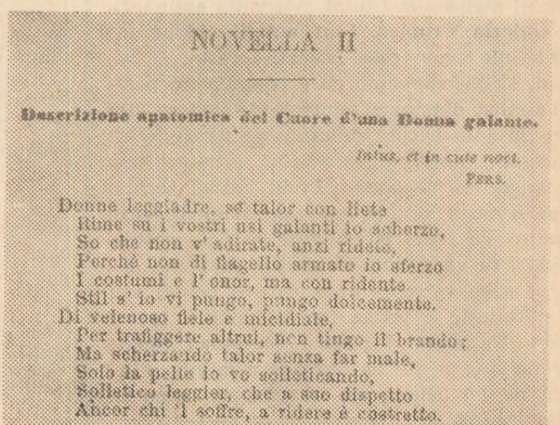 NOVELLA II
Descrizione anatomica del Cuore d'una Donna galante.
Intus, et in cute novi.
PERS.
Donne leggiadre, se talor con liete
Rime su i vostri usi galanti io scherzo,
So che non v' adirate, anzi ridete,
Perchè non di flagello armato io sferzo
I costumi e l' onor, ma con ridente
Stil s' io vi pungo, pungo dolcemente.
Di velenoso fiele e micidiale,
Per trafiggere altrui, non tingo il brando;
Ma scherzando talor senza far male,
Solo la pelle io vo solleticando,
Solletico leggier, che a suo dispetto
Ancor chi 'l soffre, a ridere è costretto.